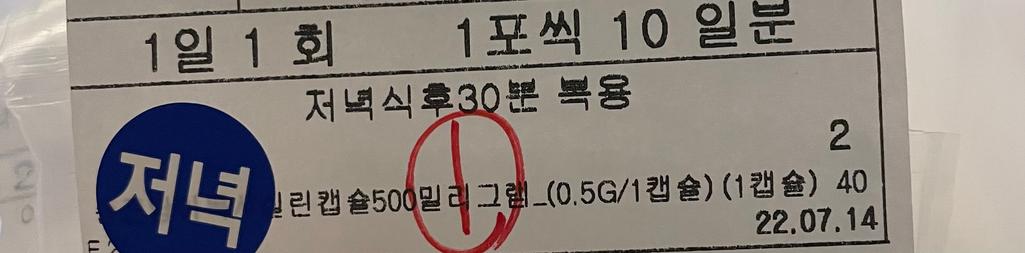 1일 1 회 1포씩 10 일분
저녁식후30분 복용
2
저녁
린캡슐500밀리그램_(0.5G/1캡슐)(1캡슐) 40
22.07.14